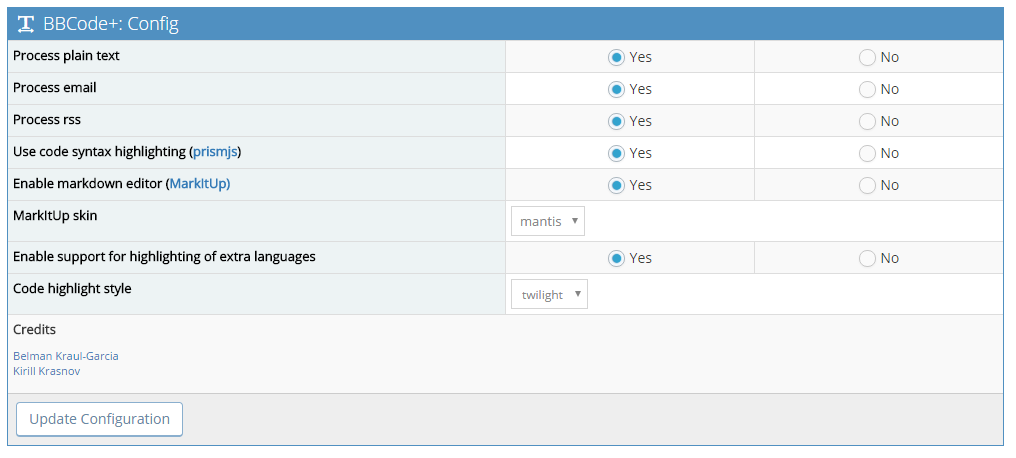 BBCode+: Config
Process plain text Yes No
Process email Yes No
Process rss Yes No
Use code syntax highlighting (prismjs) Yes No
Enable markdown editor (MarkItUp) Yes No
MarkItUp skin mantis
Enable support for highlighting of extra languages Yes No
Code highlight style twilight
Credits
Belman Kraul-Garcia
Kirill Krasnov
Update Configuration